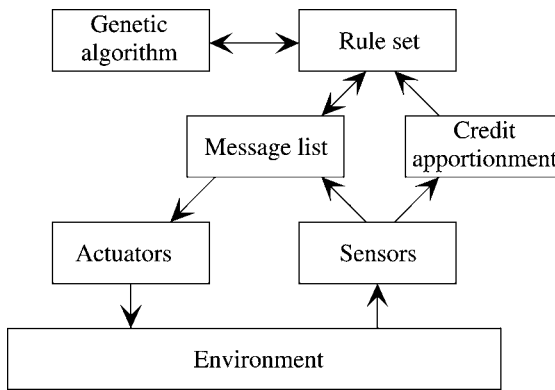 Genetic
algorithm
Rule set
Message list
Credit
apportionment
Actuators
Sensors
Environment